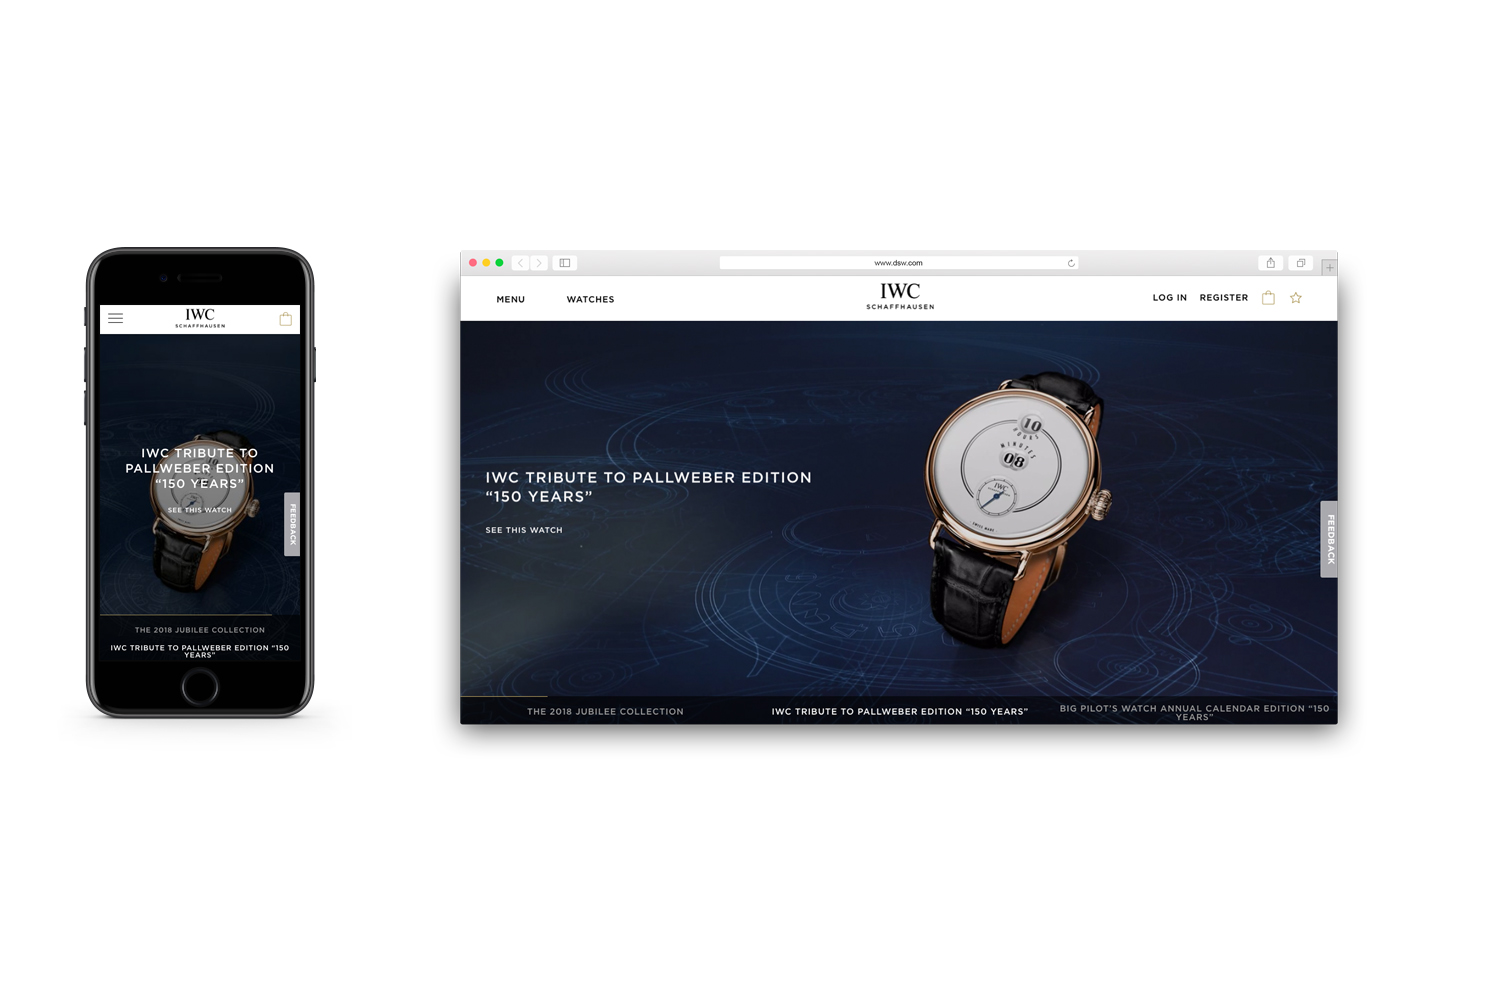 IWC
SCHAFFHAUSEN
IWC TRIBUTE TO
PALLWEBER EDITION
“150 YEARS”
SEE THIS WATCH
FEEDBACK
THE 2018 JUBILEE COLLECTION
IWC TRIBUTE TO PALLWEBER EDITION “150
YEARS”
www.dsw.com
MENU
WATCHES
IWC
SCHAFFHAUSEN
LOG IN
REGISTER
IWC TRIBUTE TO PALLWEBER EDITION
“150 YEARS”
SEE THIS WATCH
10
HOURS
MINUTES
08
IWC
SWISS MADE
FEEDBACK
THE 2018 JUBILEE COLLECTION
IWC TRIBUTE TO PALLWEBER EDITION “150 YEARS”
BIG PILOT’S WATCH ANNUAL CALENDAR EDITION “150
YEARS”